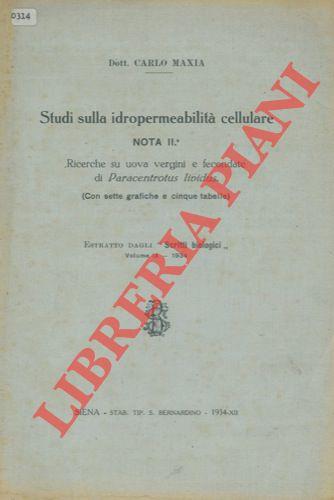 0314
Dott. CARLO MAXIA
Studi sulla idropermeabilità cellulare
NOTA II.ª
Ricerche su uova vergini e fecondate
di Paracentrotus lividus.
(Con sette grafiche e cinque tabelle)
ESTRATTO DAGLI "Scritti biologici"
Volume - 1934
SIENA - STAB. TIP. S. BERNARDINO - 1934-XII
LIBRERIA PIANI